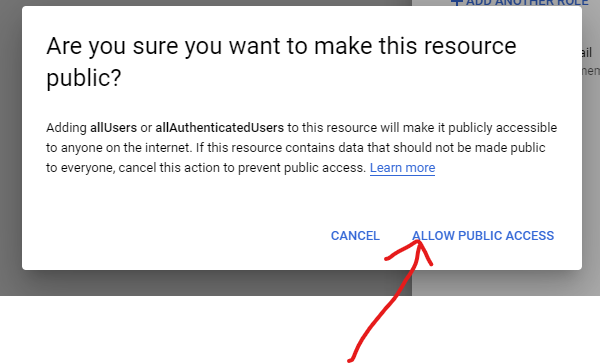 ADD ANOTHER ROLE
Are you sure you want to make this resource
public?
ail
Adding allUsers or allAuthenticatedUsers to this resource will make it publicly accessible
to anyone on the internet. If this resource contains data that should not be made public
to everyone, cancel this action to prevent public access. Learn more
CANCEL ALLOW PUBLIC ACCESS